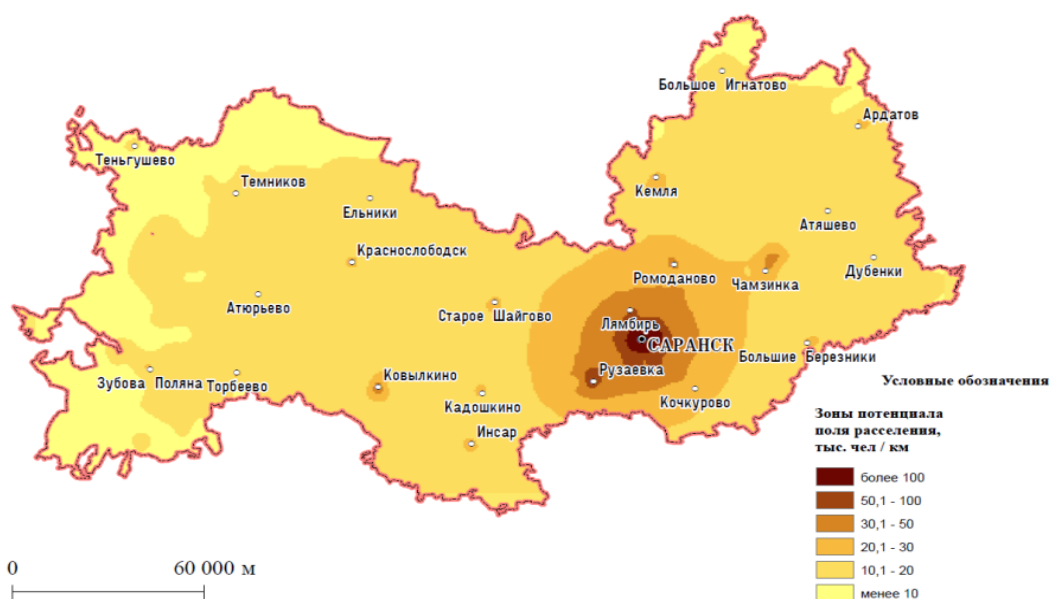 Большое Игнатово
Ардатов
Теньгушево
Темников
Кемля
Ельники
Атяшево
Краснослободск
Ромоданово
Чамзинка
Дубенки
Атюрьево
Старое Шайгово
Лямбирь
САРАНСК
Большие Березники
Зубова Поляна
Торбеево
Ковылкино
Рузаевка
Кадошкино
Кочкурово
Инсар
Условные обозначения
Зоны потенциала
поля расселения,
тыс. чел / км
более 100
50,1 - 100
30,1 - 50
20,1 - 30
10,1 - 20
менее 10
0
60 000 м